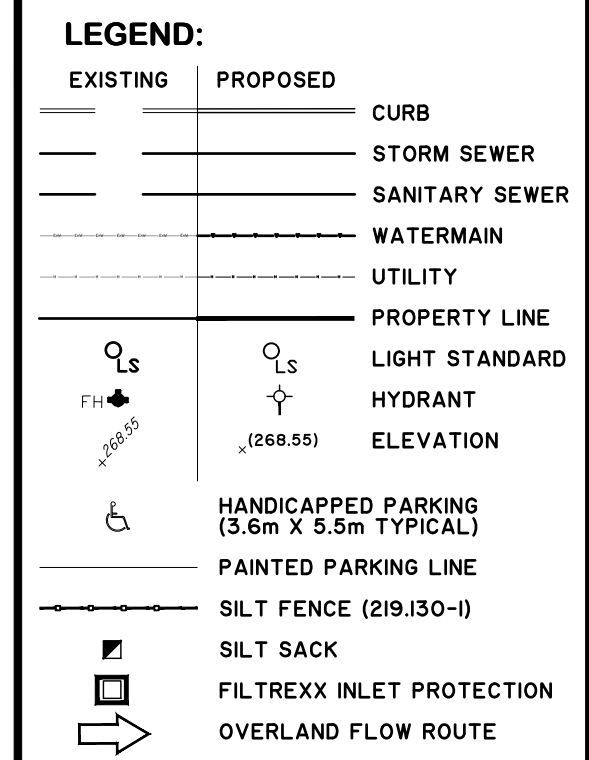 LEGEND:
EXISTING PROPOSED
CURB
STORM SEWER
SANITARY SEWER
WATERMAIN
UTILITY
PROPERTY LINE
LS LS LIGHT STANDARD
FH HYDRANT
+268.55 x(268.55) ELEVATION
HANDICAPPED PARKING
(3.6m X 5.5m TYPICAL)
PAINTED PARKING LINE
SILT FENCE (219.130-1)
SILT SACK
FILTREXX INLET PROTECTION
OVERLAND FLOW ROUTE